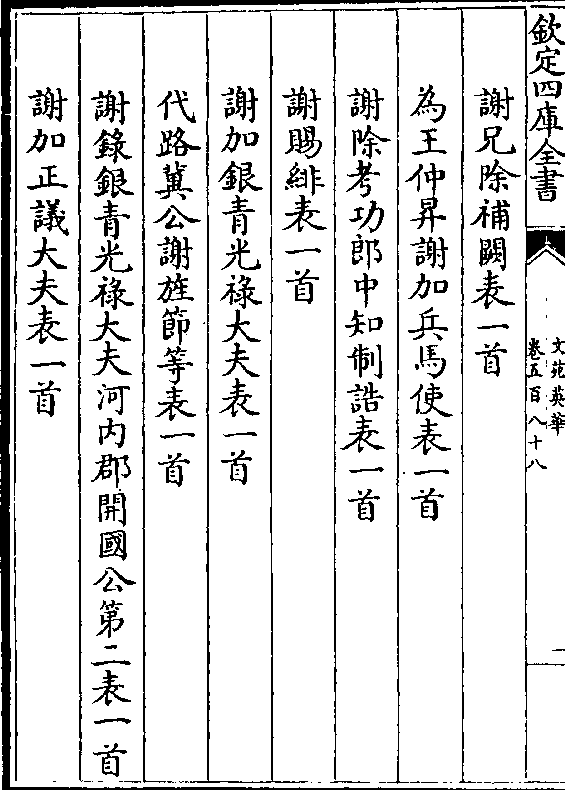 欽定四庫全書
文苑英華
卷五百八十八
一
謝兄除補闕表一首
為王仲昇謝加兵馬使表一首
謝除考功郎中知制誥表一首
謝賜緋表一首
謝加銀青光祿大夫表一首
代路冀公謝旌節等表一首
謝錄銀青光祿大夫河内郡開國公第二表一首
謝加正議大夫表一首